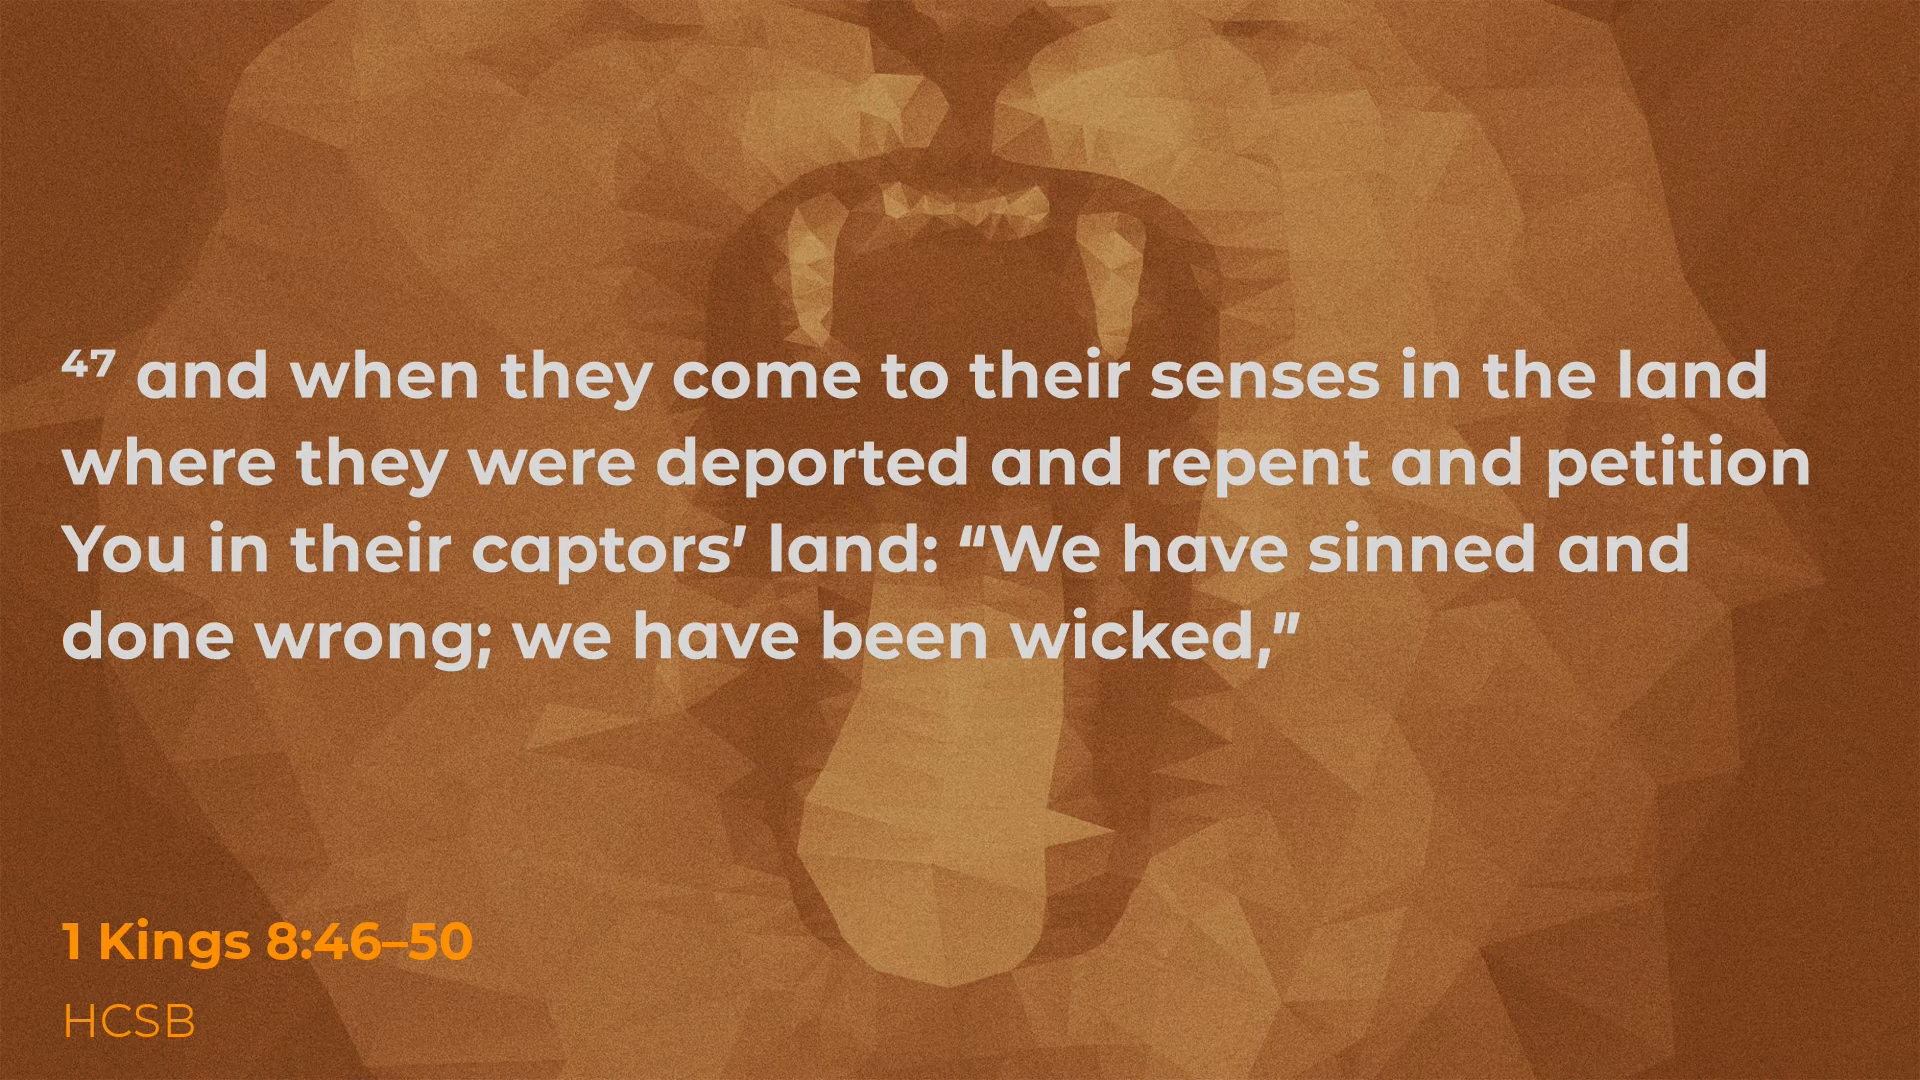 ⁴⁷ and when they come to their senses in the land
where they were deported and repent and petition
You in their captors’ land: “We have sinned and
done wrong; we have been wicked,”
1 Kings 8:46–50
HCSB